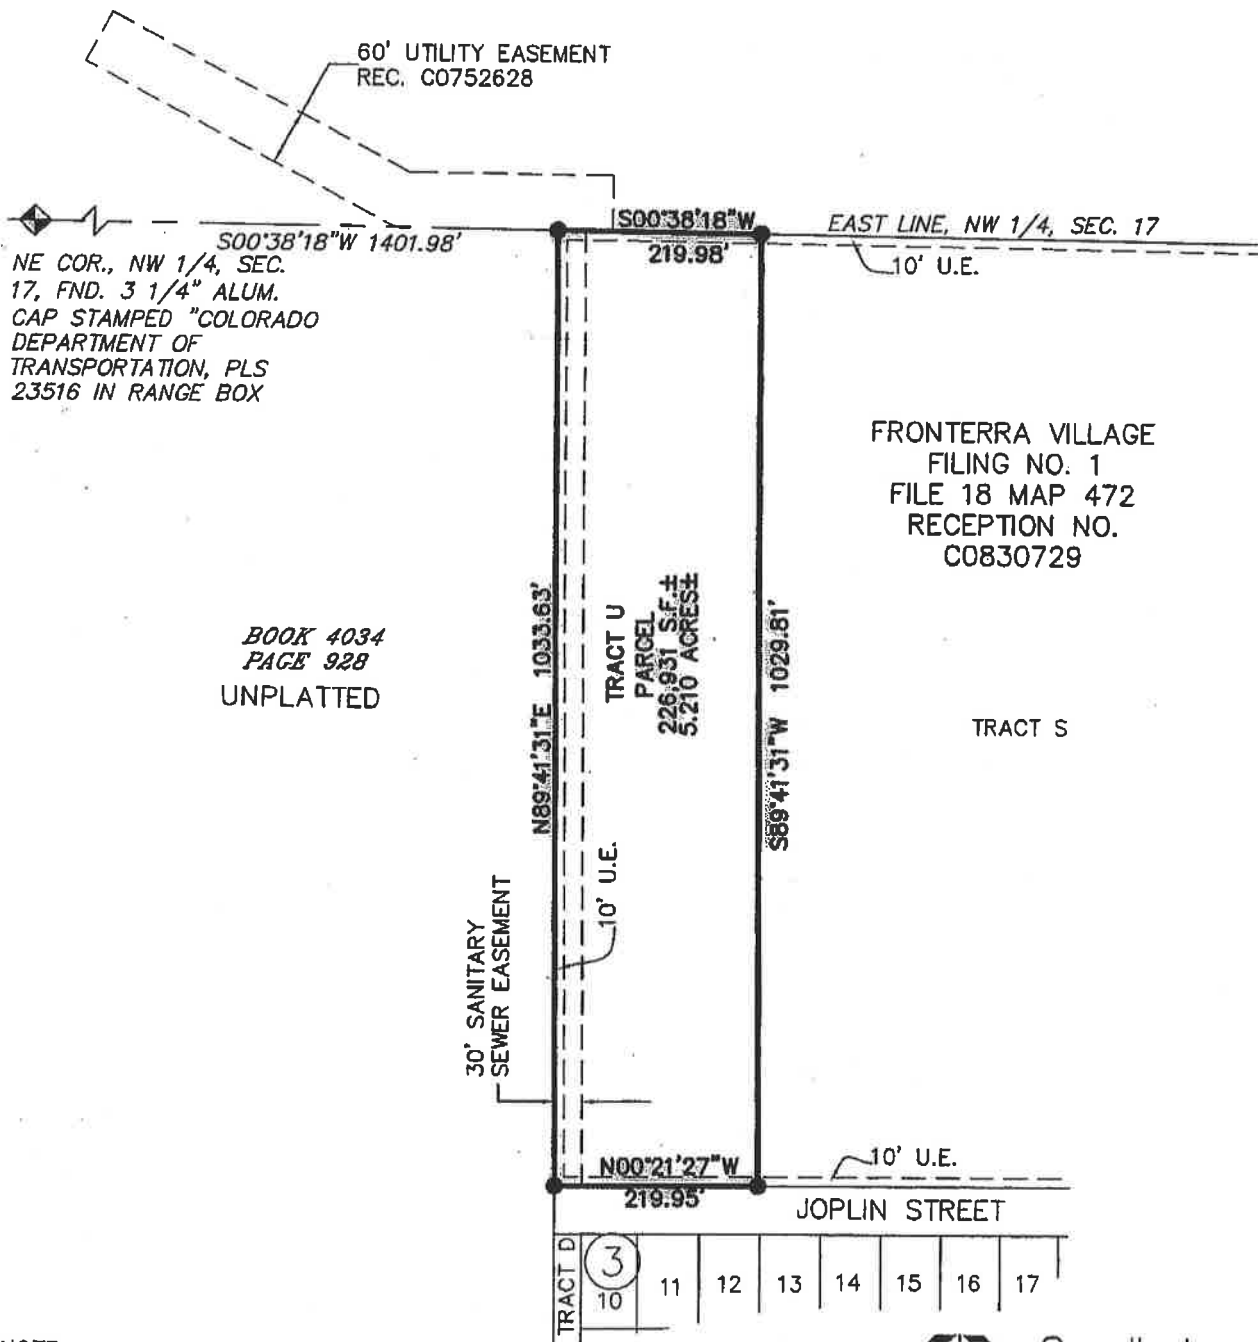 60' UTILITY EASEMENT
REC. C0752628
S00°38'18"W 1401.98'
S00°38'18"W
219.98'
EAST LINE, NW 1/4, SEC. 17
10' U.E.
NE COR., NW 1/4, SEC.
17, FND. 3 1/4" ALUM.
CAP STAMPED "COLORADO
DEPARTMENT OF
TRANSPORTATION, PLS
23516 IN RANGE BOX
FRONTERRA VILLAGE
FILING NO. 1
FILE 18 MAP 472
RECEPTION NO.
C0830729
BOOK 4034
PAGE 928
UNPLATTED
N89°41'31"E 1033.63'
TRACT U
PARCEL
226,931 S.F.±
5.210 ACRES±
S89°41'31"W 1029.81'
TRACT S
30' SANITARY
SEWER EASEMENT
10' U.E.
N00°21'27"W
219.95'
10' U.E.
JOPLIN STREET
TRACT D
3
10
11
12
13
14
15
16
17